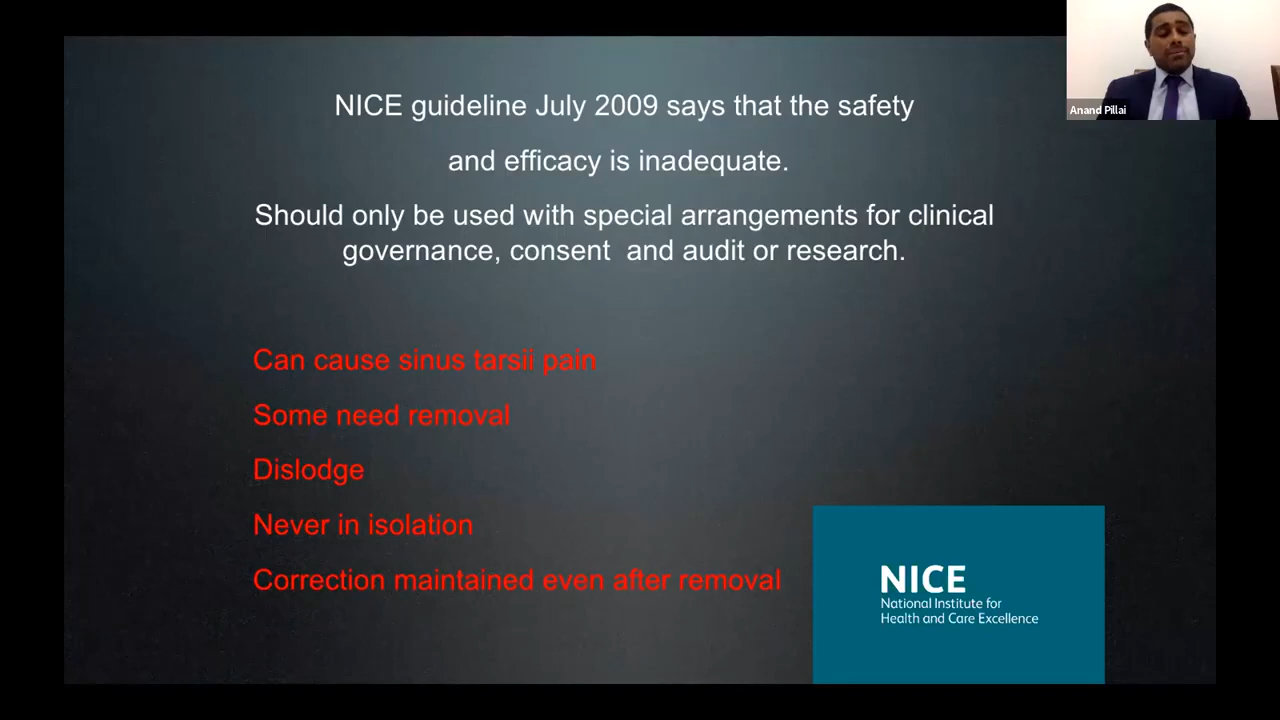 NICE guideline July 2009 says that the safety
and efficacy is inadequate.
Should only be used with special arrangements for clinical
governance, consent  and audit or research.
Can cause sinus tarsii pain
Some need removal
Dislodge
Never in isolation
Correction maintained even after removal
NICE
National Institute for
Health and Care Excellence
Anand Pillai